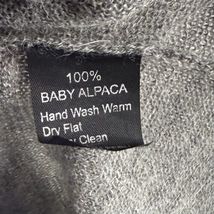 100%
BABY ALPACA
Hand Wash Warm
Dry Flat
Clean